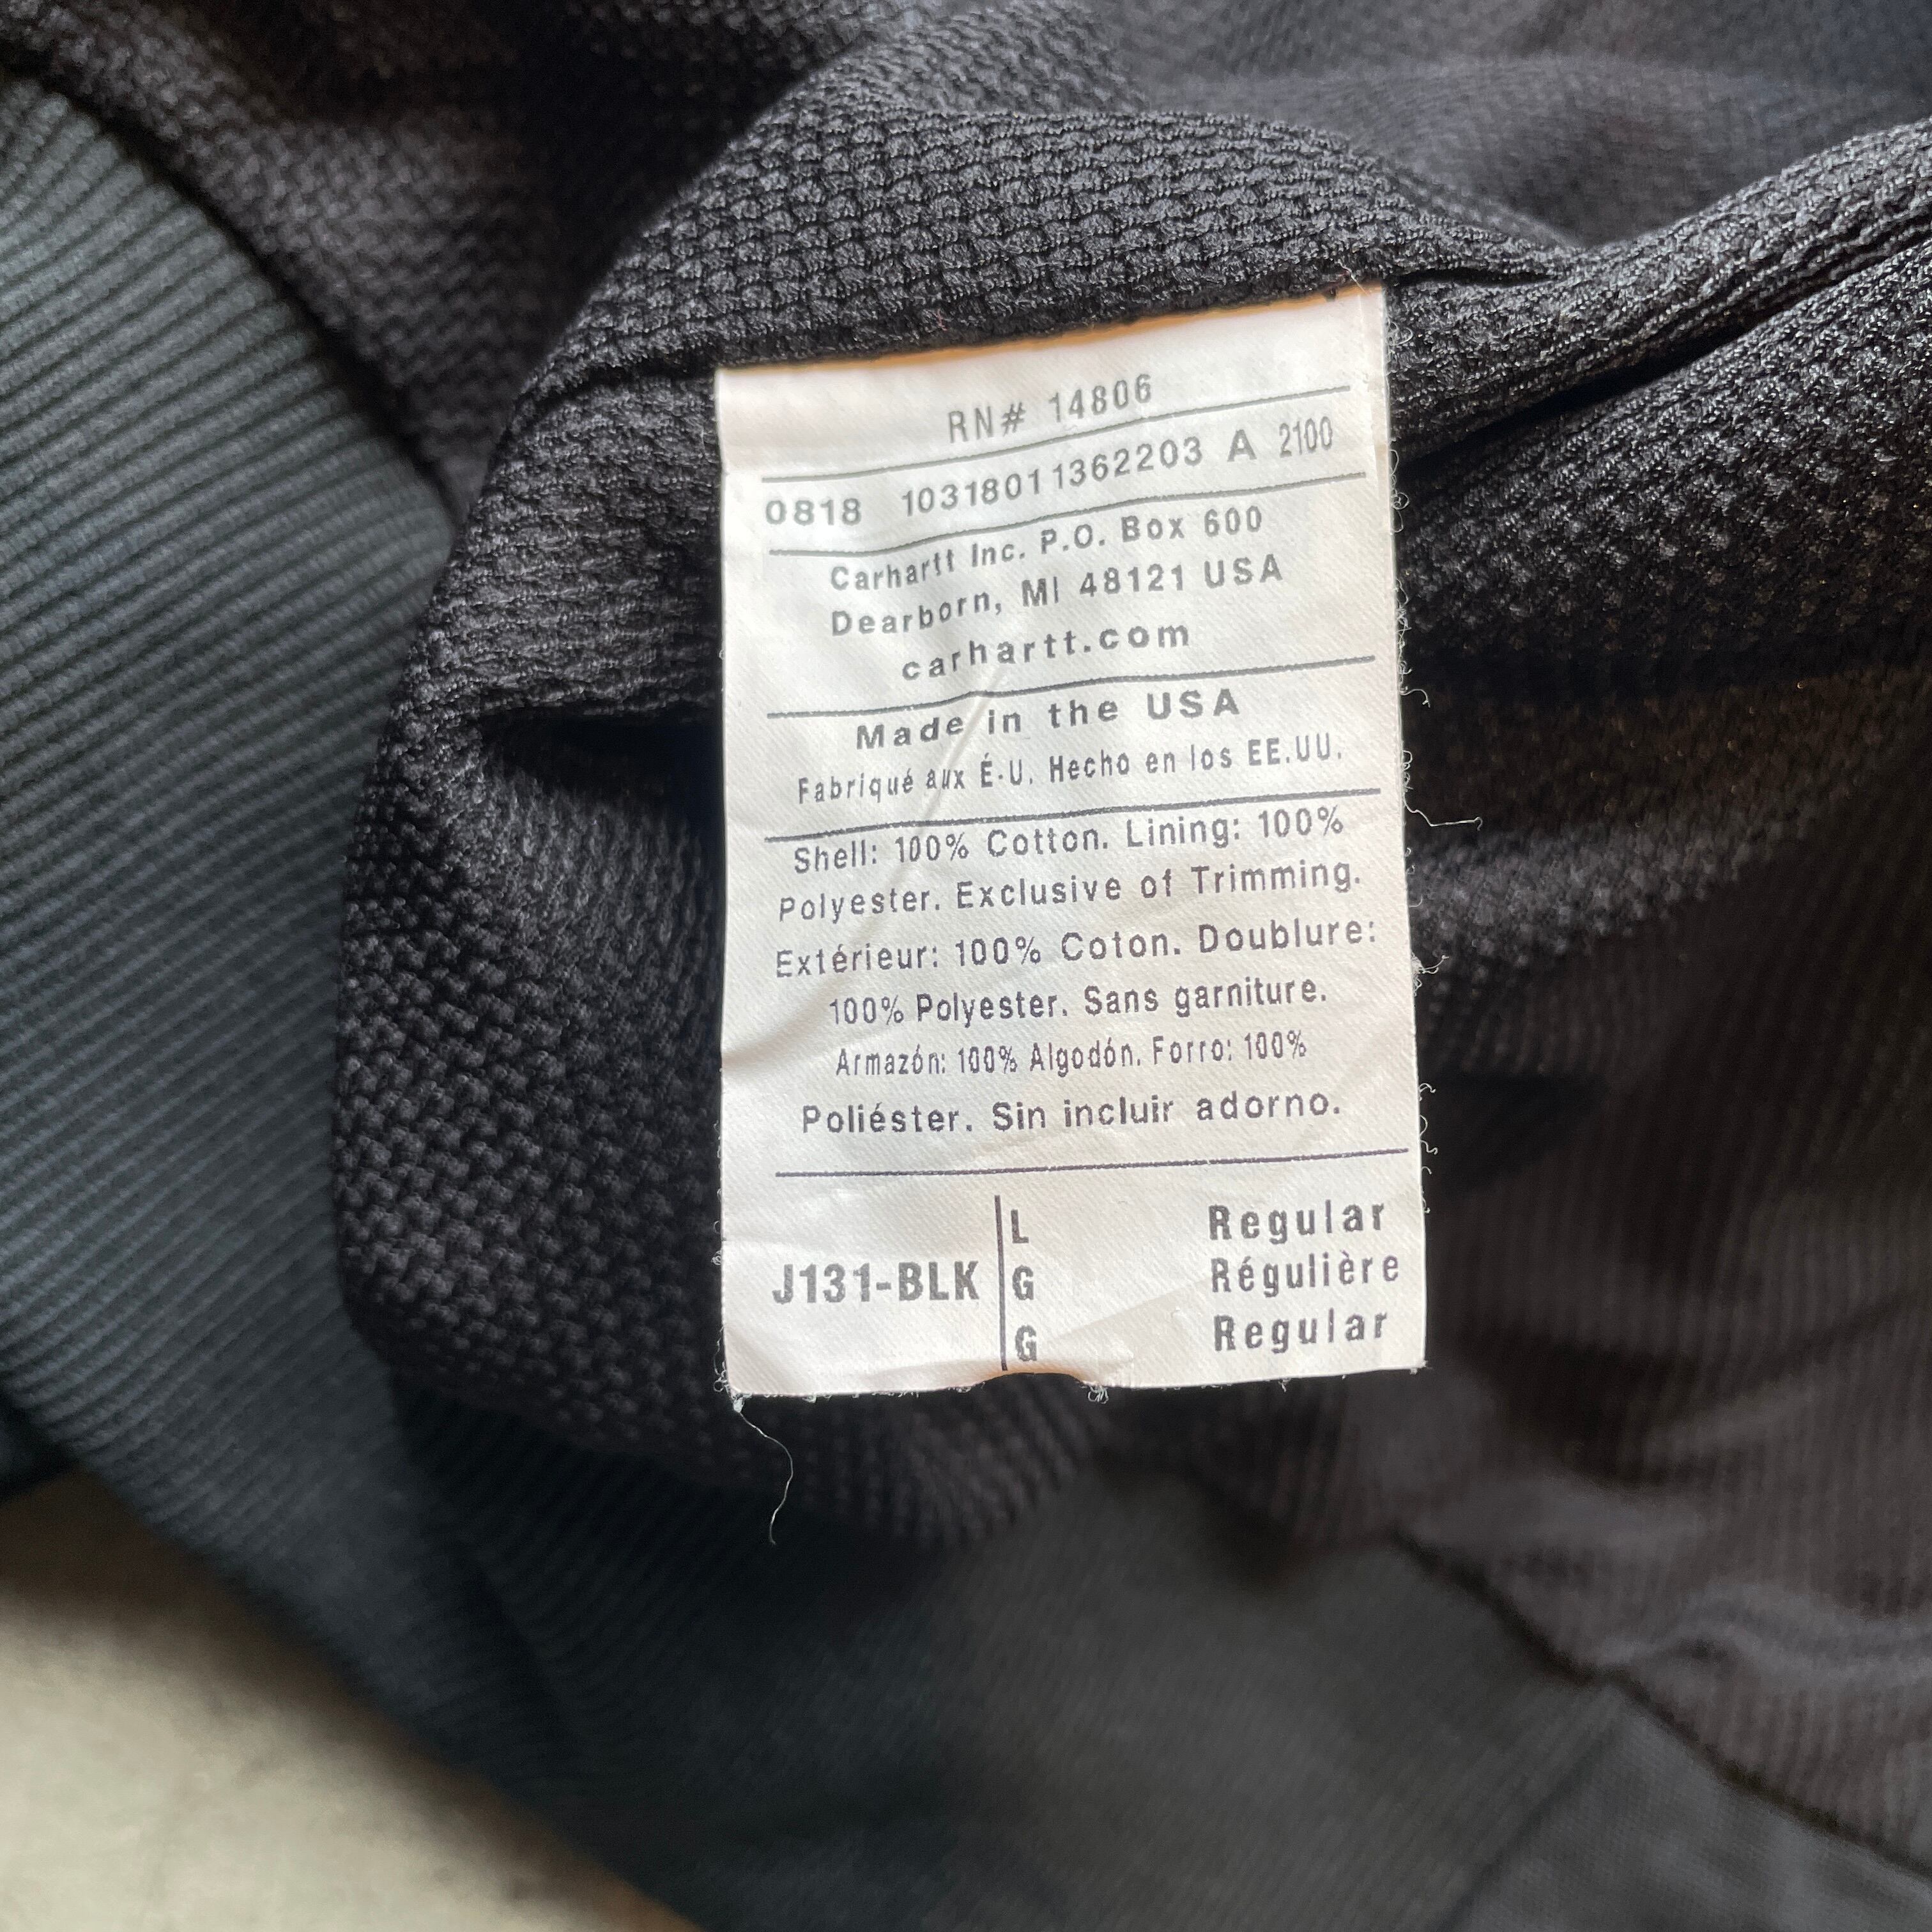 RN# 14806
0818 10318011362203 A 2100
Carhartt Inc. P.O. Box 600
Dearborn, MI 48121 USA
carhartt.com
Made in the USA
Fabriqué aux É-U. Hecho en los EE.UU.
Shell: 100% Cotton. Lining: 100%
Polyester. Exclusive of Trimming.
Extérieur: 100% Coton. Doublure:
100% Polyester. Sans garniture.
Armazón: 100% Algodón. Forro: 100%
Poliéster. Sin incluir adorno.
L Regular
J131-BLK G Régulière
G Regular